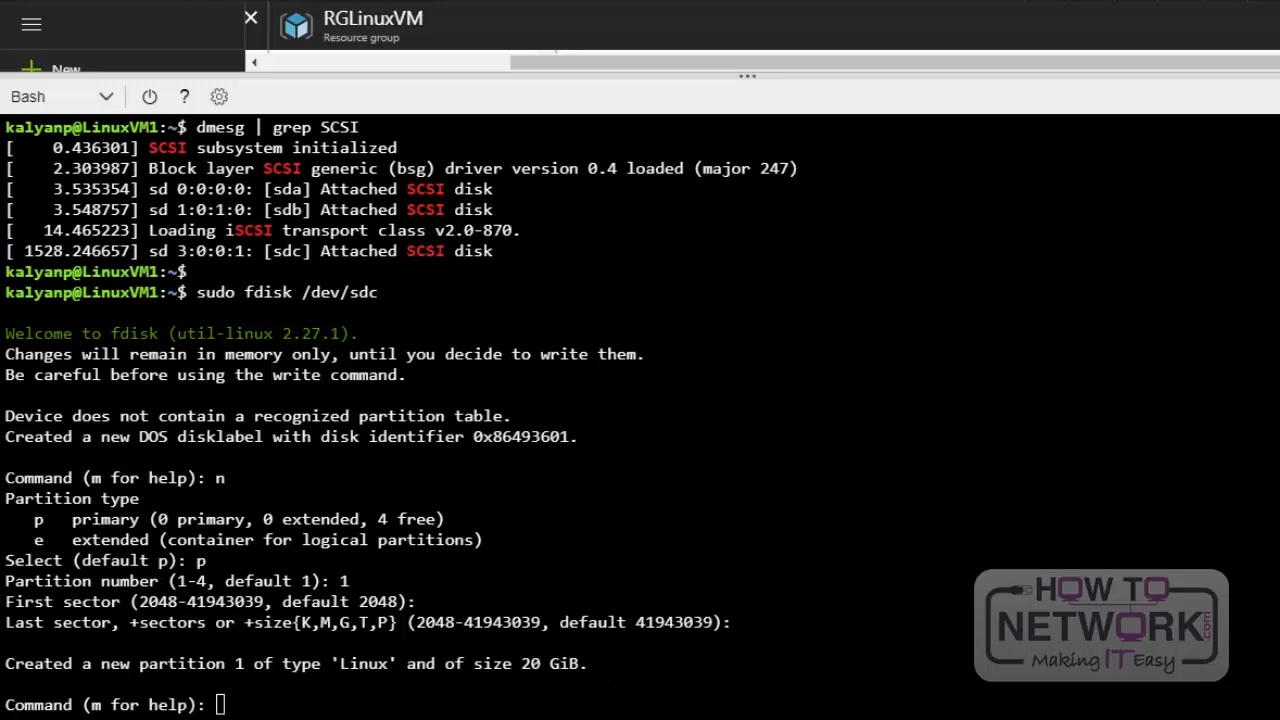 RGLinuxVM
Resource group
New
Bash
?
kalyanp@LinuxVM1:~$ dmesg | grep SCSI
[    0.436301] SCSI subsystem initialized
[    2.303987] Block layer SCSI generic (bsg) driver version 0.4 loaded (major 247)
[    3.535354] sd 0:0:0:0: [sda] Attached SCSI disk
[    3.548757] sd 1:0:1:0: [sdb] Attached SCSI disk
[   14.465223] Loading iSCSI transport class v2.0-870.
[ 1528.246657] sd 3:0:0:1: [sdc] Attached SCSI disk
kalyanp@LinuxVM1:~$
kalyanp@LinuxVM1:~$ sudo fdisk /dev/sdc
Welcome to fdisk (util-linux 2.27.1).
Changes will remain in memory only, until you decide to write them.
Be careful before using the write command.
Device does not contain a recognized partition table.
Created a new DOS disklabel with disk identifier 0x86493601.
Command (m for help): n
Partition type
   p   primary (0 primary, 0 extended, 4 free)
   e   extended (container for logical partitions)
Select (default p): p
Partition number (1-4, default 1): 1
First sector (2048-41943039, default 2048):
Last sector, +sectors or +size{K,M,G,T,P} (2048-41943039, default 41943039):
Created a new partition 1 of type 'Linux' and of size 20 GiB.
Command (m for help):
HOW TO
NETWORK.com
Making IT Easy